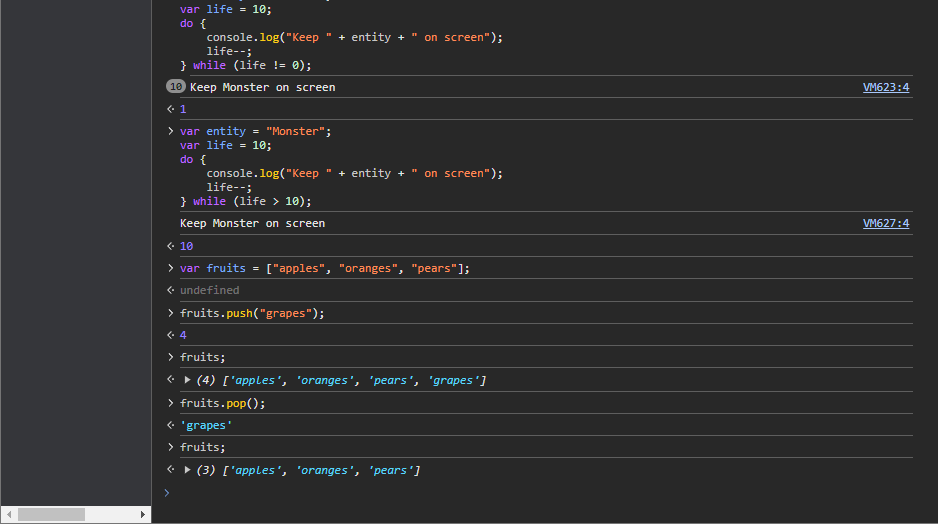 var life = 10;
do {
    console.log("Keep " + entity + " on screen");
    life--;
} while (life != 0);
10 Keep Monster on screen VM623:4
1
var entity = "Monster";
var life = 10;
do {
    console.log("Keep " + entity + " on screen");
    life--;
} while (life > 10);
Keep Monster on screen VM627:4
10
var fruits = ["apples", "oranges", "pears"];
undefined
fruits.push("grapes");
4
fruits;
(4) ['apples', 'oranges', 'pears', 'grapes']
fruits.pop();
'grapes'
fruits;
(3) ['apples', 'oranges', 'pears']